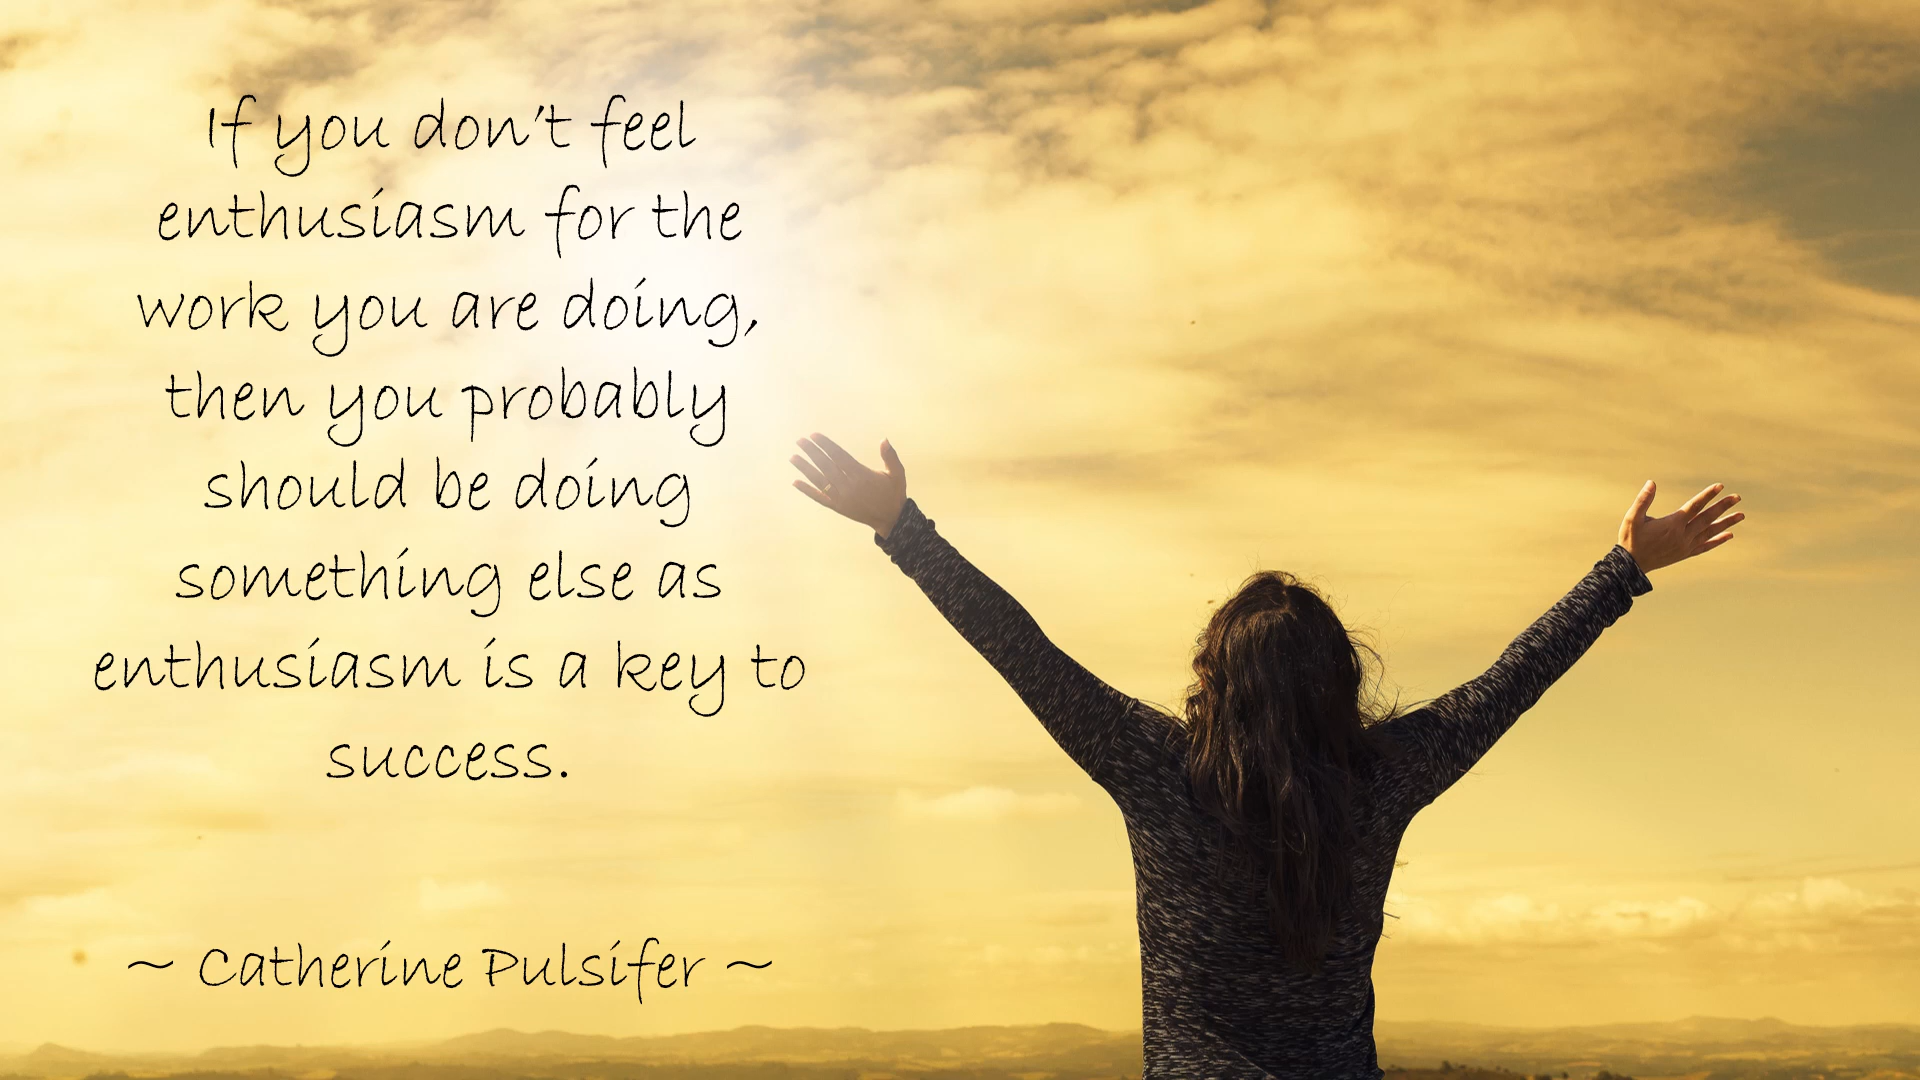 If you don't feel
enthusiasm for the
work you are doing,
then you probably
should be doing
something else as
enthusiasm is a key to
success.
~ Catherine Pulsifer ~